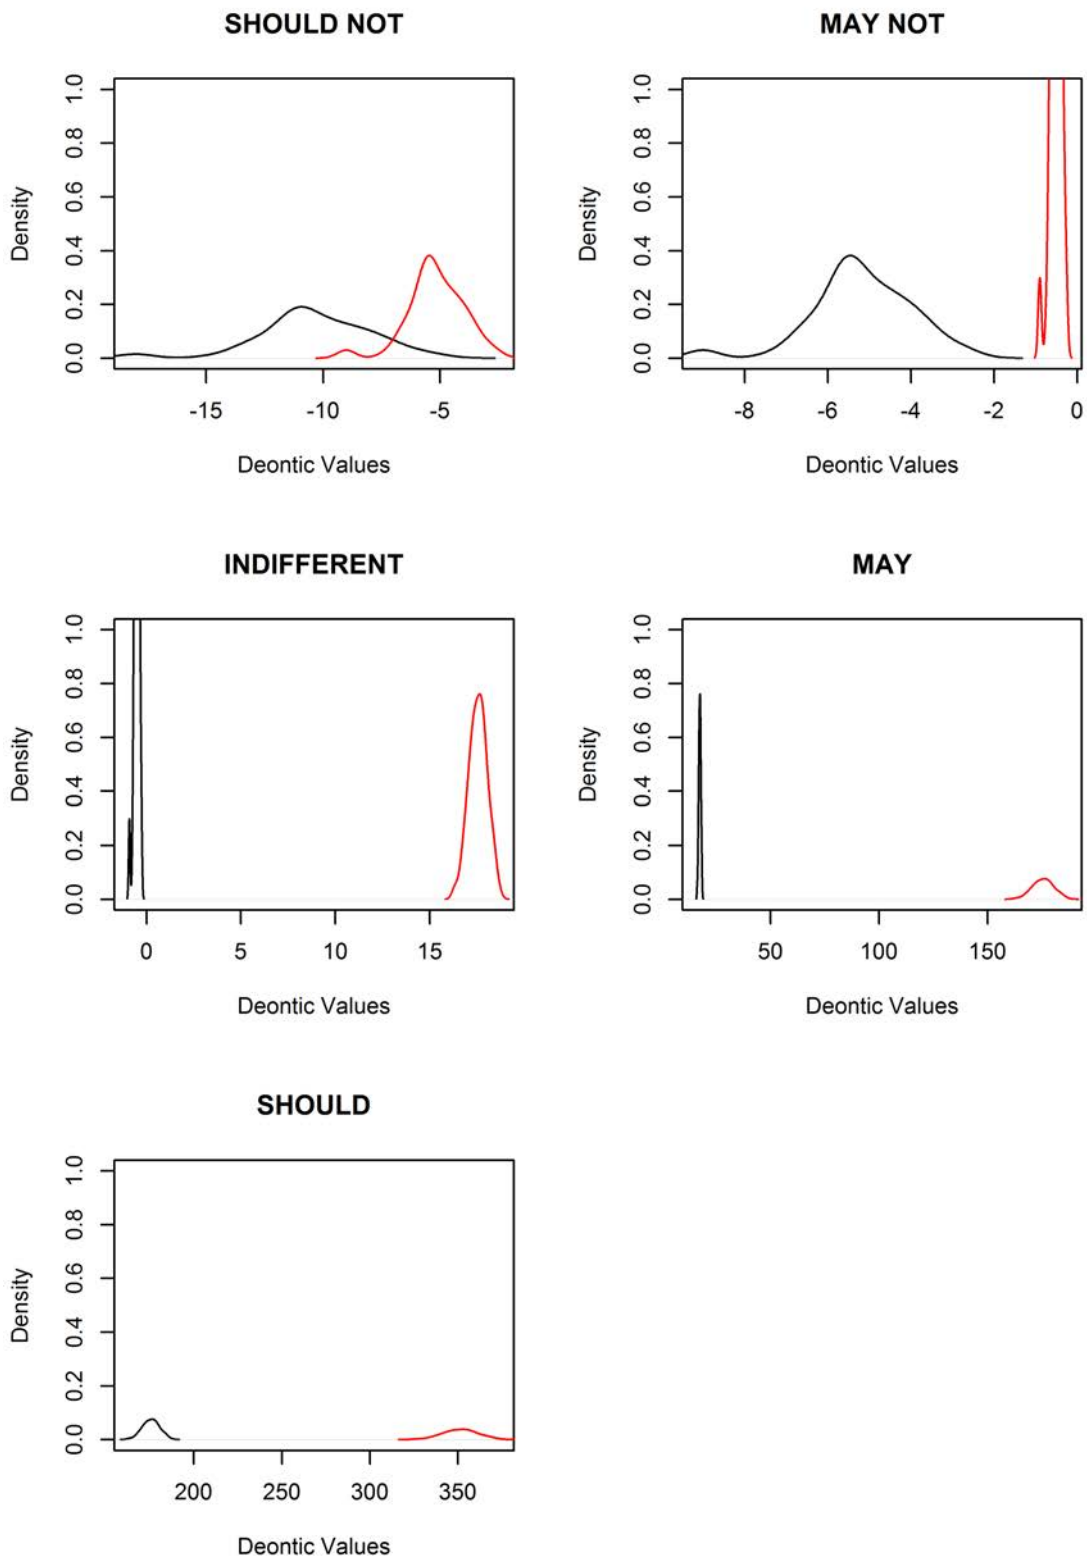 SHOULD NOT
Density
0.0 0.2 0.4 0.6 0.8 1.0
-15 -10 -5
Deontic Values
MAY NOT
Density
0.0 0.2 0.4 0.6 0.8 1.0
-8 -6 -4 -2 0
Deontic Values
INDIFFERENT
Density
0.0 0.2 0.4 0.6 0.8 1.0
0 5 10 15
Deontic Values
MAY
Density
0.0 0.2 0.4 0.6 0.8 1.0
50 100 150
Deontic Values
SHOULD
Density
0.0 0.2 0.4 0.6 0.8 1.0
200 250 300 350
Deontic Values